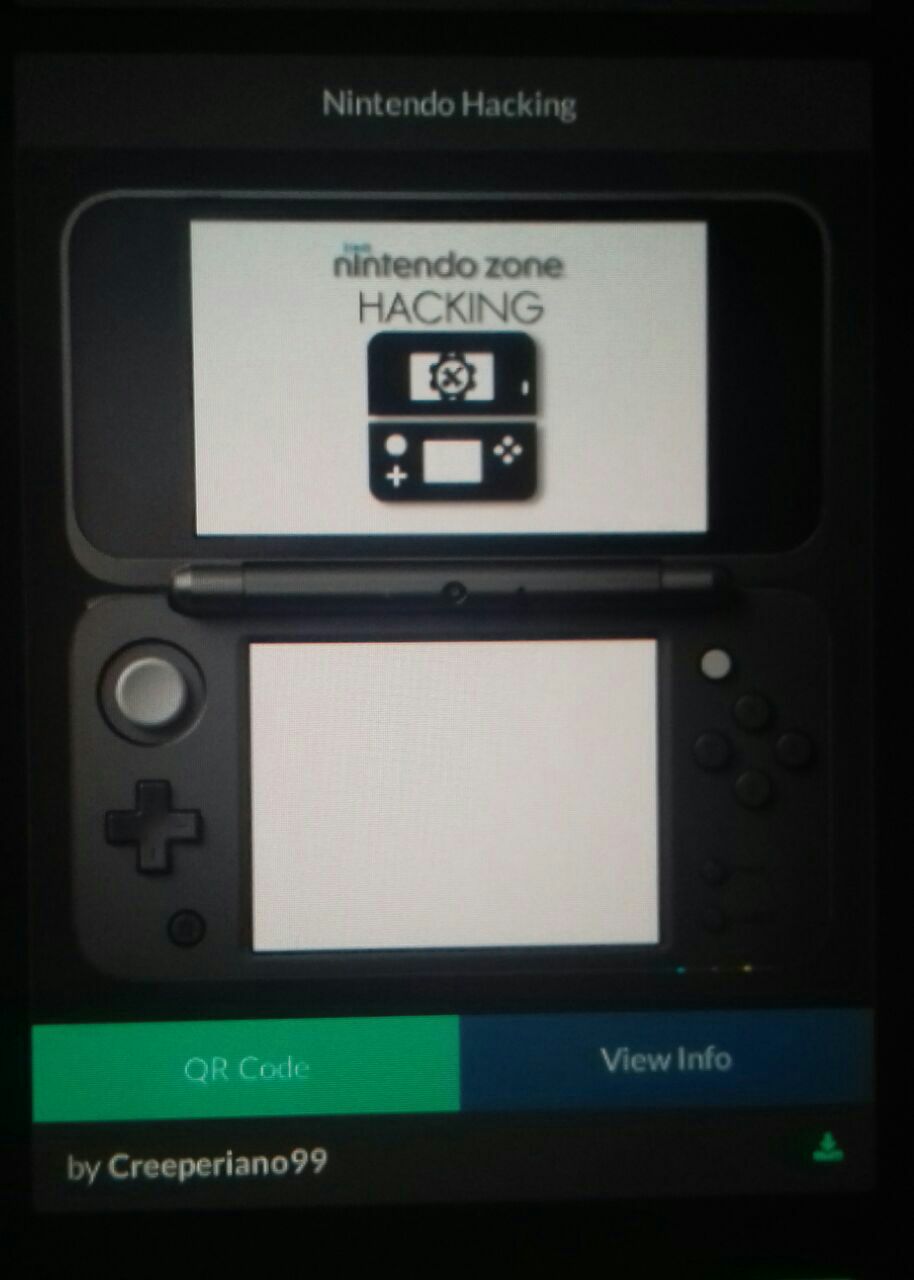 Nintendo Hacking
nintendo zone
HACKING
QR Code
View Info
by Creeperiano99